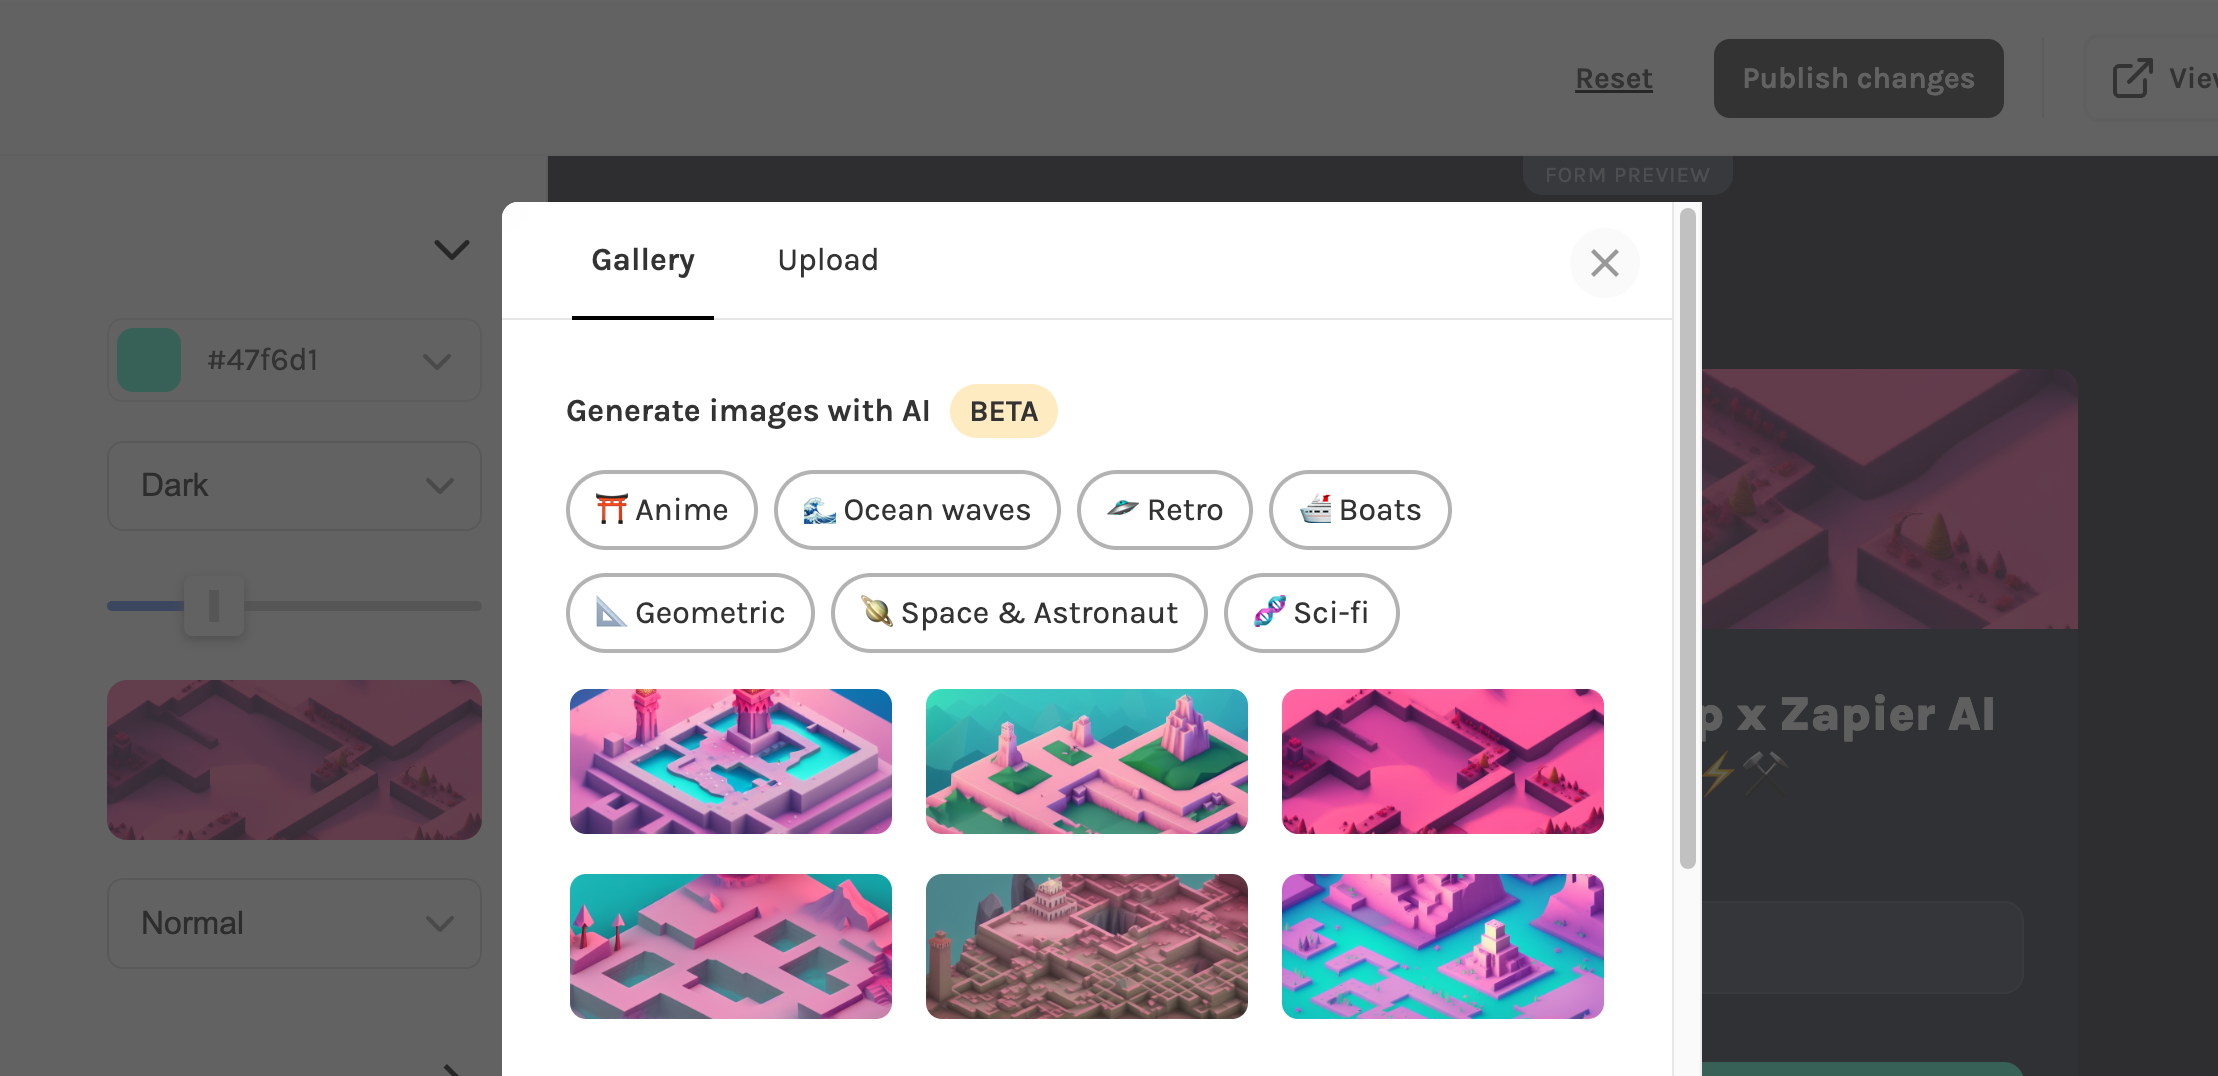 Reset
Publish changes
FORM PREVIEW
Gallery
Upload
#47f6d1
Generate images with AI
BETA
Dark
Anime
Ocean waves
Retro
Boats
Geometric
Space & Astronaut
Sci-fi
x Zapier AI
Normal